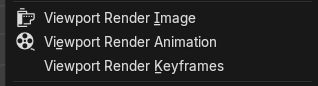 Viewport Render Image
Viewport Render Animation
Viewport Render Keyframes